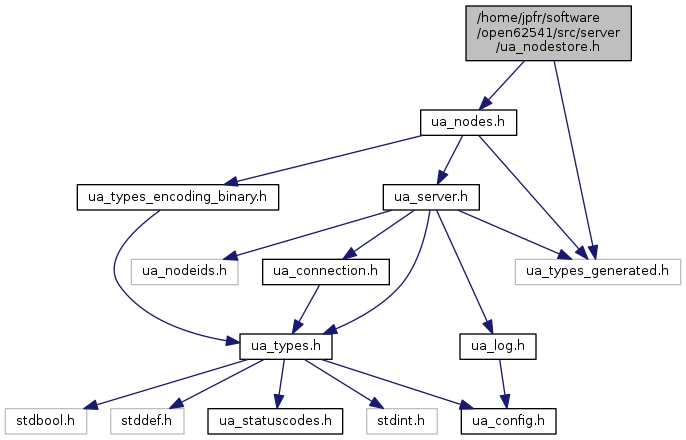 /home/jpfr/software
/open62541/src/server
/ua_nodestore.h
ua_nodes.h
ua_types_encoding_binary.h
ua_server.h
ua_nodeids.h
ua_connection.h
ua_types_generated.h
ua_types.h
ua_log.h
stdbool.h
stddef.h
ua_statuscodes.h
stdint.h
ua_config.h